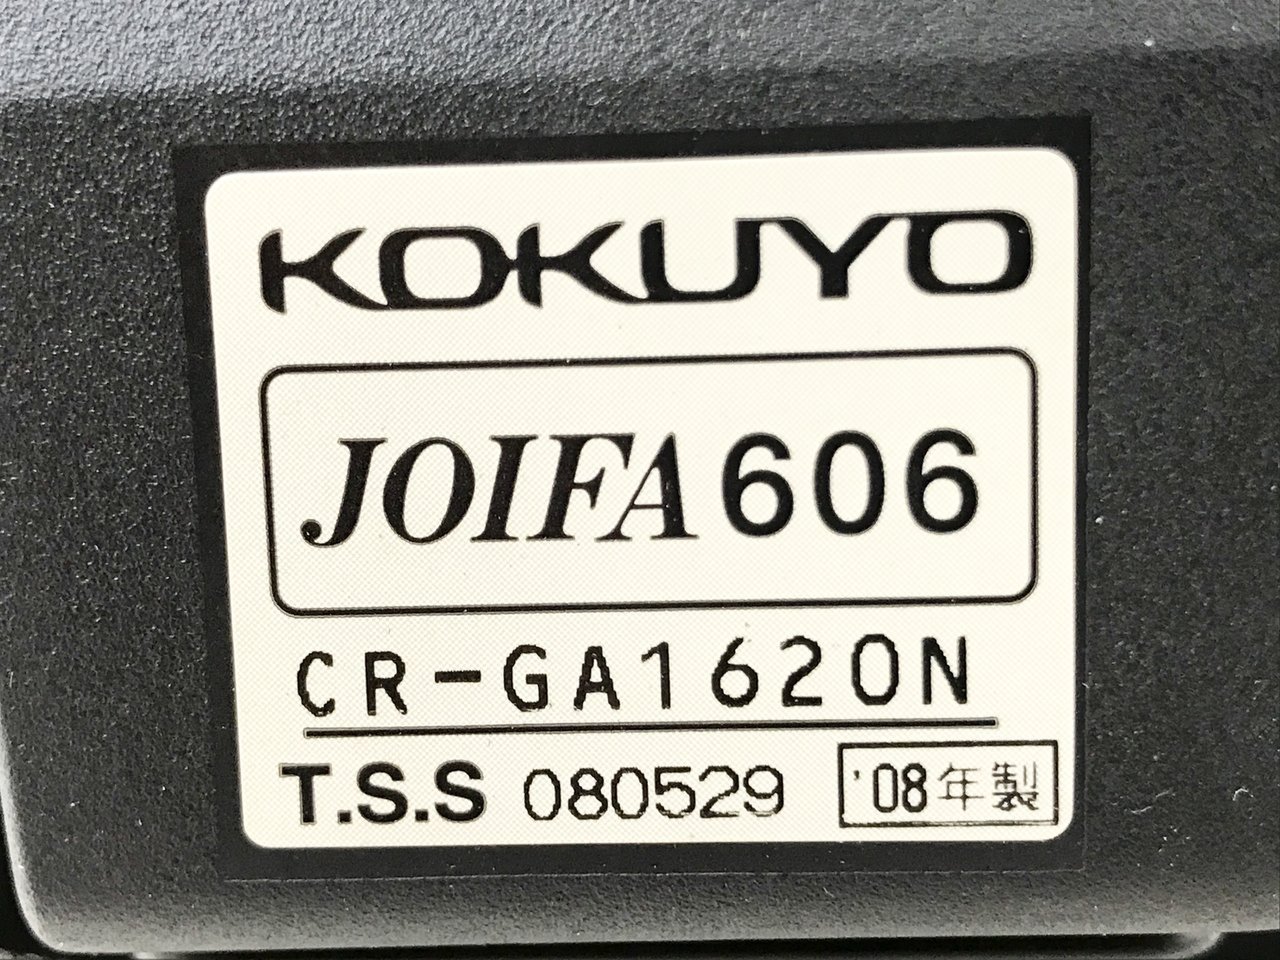 KOKUYO
JOIFA606
CR-GA1620N
T.S.S 080529 '08年製